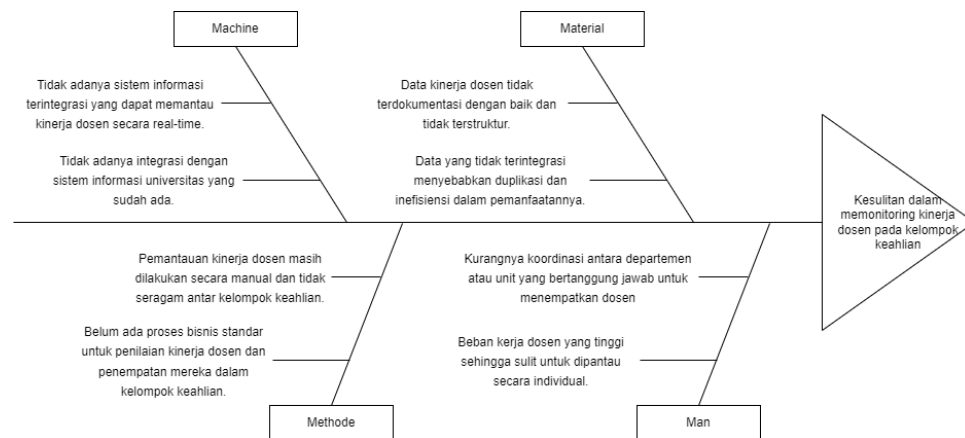 Machine
Material
Tidak adanya sistem informasi
terintegrasi yang dapat memantau
kinerja dosen secara real-time.
Data kinerja dosen tidak
terdokumentasi dengan baik dan
tidak terstruktur.
Tidak adanya integrasi dengan
sistem informasi universitas yang
sudah ada.
Data yang tidak terintegrasi
menyebabkan duplikasi dan
inefisiensi dalam pemanfaatannya.
Kesulitan dalam
memonitoring kinerja
dosen pada kelompok
keahlian
Pemantauan kinerja dosen masih
dilakukan secara manual dan tidak
seragam antar kelompok keahlian.
Kurangnya koordinasi antara departemen
atau unit yang bertanggung jawab untuk
menempatkan dosen
Belum ada proses bisnis standar
untuk penilaian kinerja dosen dan
penempatan mereka dalam
kelompok keahlian.
Beban kerja dosen yang tinggi
sehingga sulit untuk dipantau
secara individual.
Methode
Man